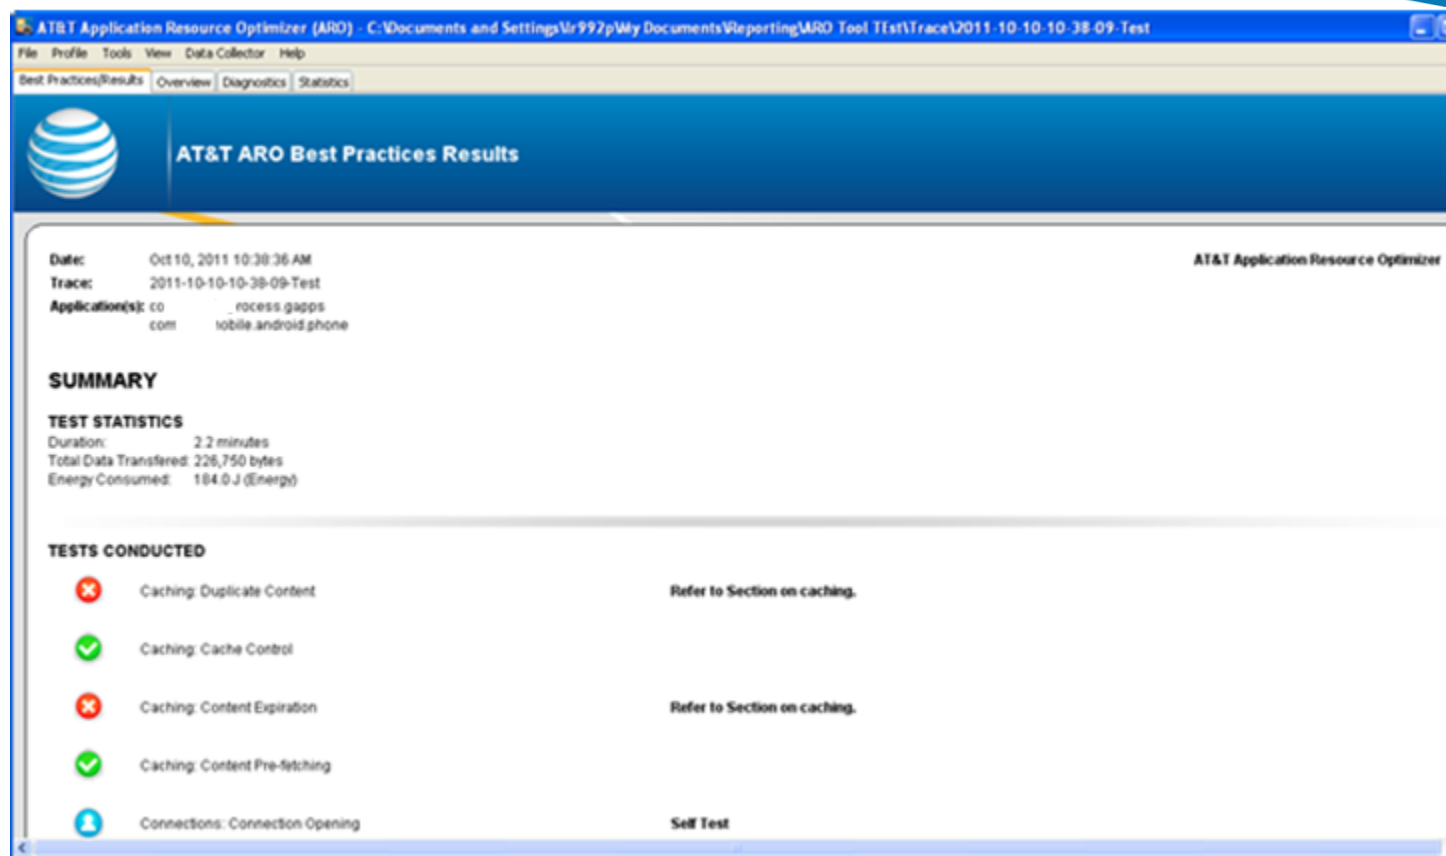 AT&T Application Resource Optimizer (ARO) - C:\Documents and Settings\lr992p\My Documents\Reporting\ARO Tool TEst\Trace\2011-10-10-10-38-09-Test
File Profile Tools View Data Collector Help
Best Practices/Results Overview Diagnostics Statistics
AT&T ARO Best Practices Results
Date: Oct 10, 2011 10:38:36 AM AT&T Application Resource Optimizer
Trace: 2011-10-10-10-38-09-Test
Application(s): co rocess.gapps
com obile.android.phone
SUMMARY
TEST STATISTICS
Duration: 2.2 minutes
Total Data Transfered: 226,750 bytes
Energy Consumed: 184.0 J (Energy)
TESTS CONDUCTED
Caching: Duplicate Content Refer to Section on caching.
Caching: Cache Control
Caching: Content Expiration Refer to Section on caching.
Caching: Content Pre-fetching
Connections: Connection Opening Self Test